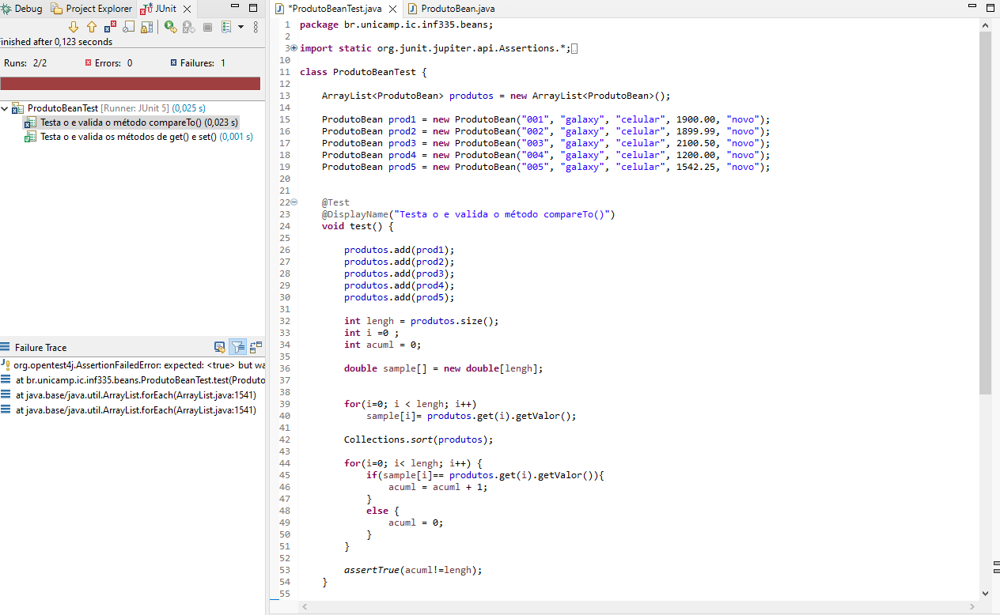 Debug Project Explorer JUnit
Finished after 0,123 seconds
Runs: 2/2 Errors: 0 Failures: 1
ProdutoBeanTest [Runner: JUnit 5] (0,025 s)
Testa o e valida o método compareTo() (0,023 s)
Testa o e valida os métodos de get() e set() (0,001 s)
Failure Trace
org.opentest4j.AssertionFailedError: expected: <true> but wa
at br.unicamp.ic.inf335.beans.ProdutoBeanTest.test(Produto
at java.base/java.util.ArrayList.forEach(ArrayList.java:1541)
at java.base/java.util.ArrayList.forEach(ArrayList.java:1541)
*ProdutoBeanTest.java ProdutoBean.java
1 package br.unicamp.ic.inf335.beans;
2
3 import static org.junit.jupiter.api.Assertions.*;
10
11 class ProdutoBeanTest {
12
13 ArrayList<ProdutoBean> produtos = new ArrayList<ProdutoBean>();
14
15 ProdutoBean prod1 = new ProdutoBean("001", "galaxy", "celular", 1900.00, "novo");
16 ProdutoBean prod2 = new ProdutoBean("002", "galaxy", "celular", 1899.99, "novo");
17 ProdutoBean prod3 = new ProdutoBean("003", "galaxy", "celular", 2100.50, "novo");
18 ProdutoBean prod4 = new ProdutoBean("004", "galaxy", "celular", 1200.00, "novo");
19 ProdutoBean prod5 = new ProdutoBean("005", "galaxy", "celular", 1542.25, "novo");
20
21
22 @Test
23 @DisplayName("Testa o e valida o método compareTo()")
24 void test() {
25
26 produtos.add(prod1);
27 produtos.add(prod2);
28 produtos.add(prod3);
29 produtos.add(prod4);
30 produtos.add(prod5);
31
32 int lengh = produtos.size();
33 int i =0 ;
34 int acuml = 0;
35
36 double sample[] = new double[lengh];
37
38
39 for(i=0; i < lengh; i++)
40 sample[i]= produtos.get(i).getValor();
41
42 Collections.sort(produtos);
43
44 for(i=0; i< lengh; i++) {
45 if(sample[i]== produtos.get(i).getValor()){
46 acuml = acuml + 1;
47 }
48 else {
49 acuml = 0;
50 }
51 }
52
53 assertTrue(acuml!=lengh);
54 }
55